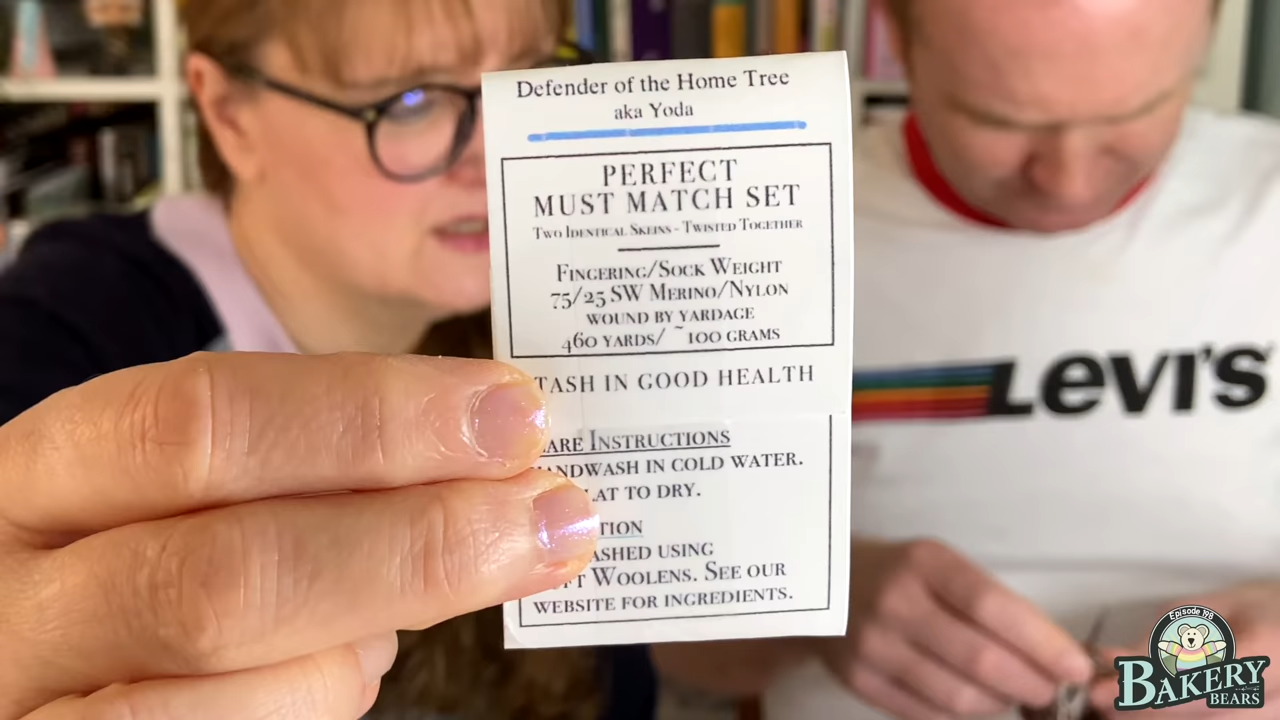 Defender of the Home Tree
aka Yoda
PERFECT
MUST MATCH SET
TWO IDENTICAL SKEINS - TWISTED TOGETHER
FINGERING/SOCK WEIGHT
75/25 SW MERINO/NYLON
WOUND BY YARDAGE
460 YARDS/ ~100 GRAMS
TASH IN GOOD HEALTH
ARE INSTRUCTIONS
ANDWASH IN COLD WATER.
LAT TO DRY.
TION
ASHED USING
WOOLENS. SEE OUR
WEBSITE FOR INGREDIENTS.
LEVI'S
Episode 198
BAKERY
BEARS